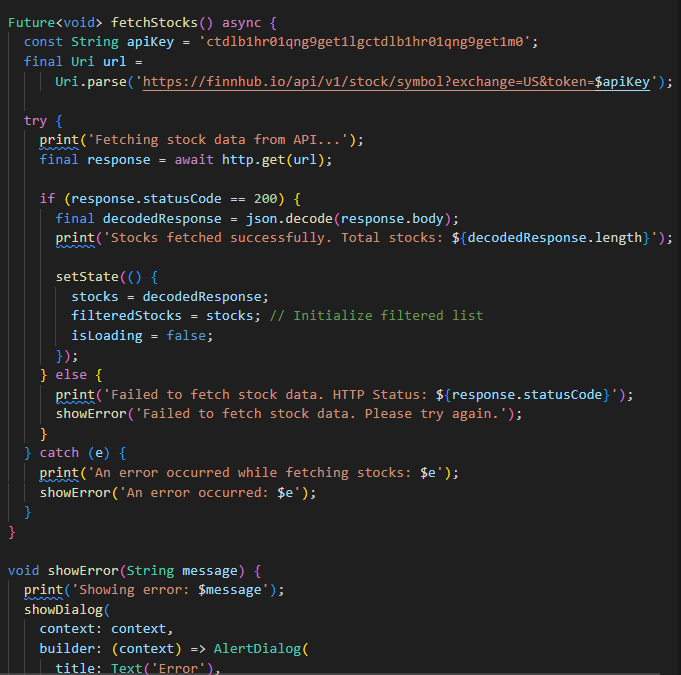 Future<void> fetchStocks() async {
  const String apiKey = 'ctdlb1hr01qng9get1lgctdlb1hr01qng9get1m0';
  final Uri url =
      Uri.parse('https://finnhub.io/api/v1/stock/symbol?exchange=US&token=$apiKey');

  try {
    print('Fetching stock data from API...');
    final response = await http.get(url);

    if (response.statusCode == 200) {
      final decodedResponse = json.decode(response.body);
      print('Stocks fetched successfully. Total stocks: ${decodedResponse.length}');

      setState(() {
        stocks = decodedResponse;
        filteredStocks = stocks; // Initialize filtered list
        isLoading = false;
      });
    } else {
      print('Failed to fetch stock data. HTTP Status: ${response.statusCode}');
      showError('Failed to fetch stock data. Please try again.');
    }
  } catch (e) {
    print('An error occurred while fetching stocks: $e');
    showError('An error occurred: $e');
  }
}

void showError(String message) {
  print('Showing error: $message');
  showDialog(
    context: context,
    builder: (context) => AlertDialog(
      title: Text('Error'),